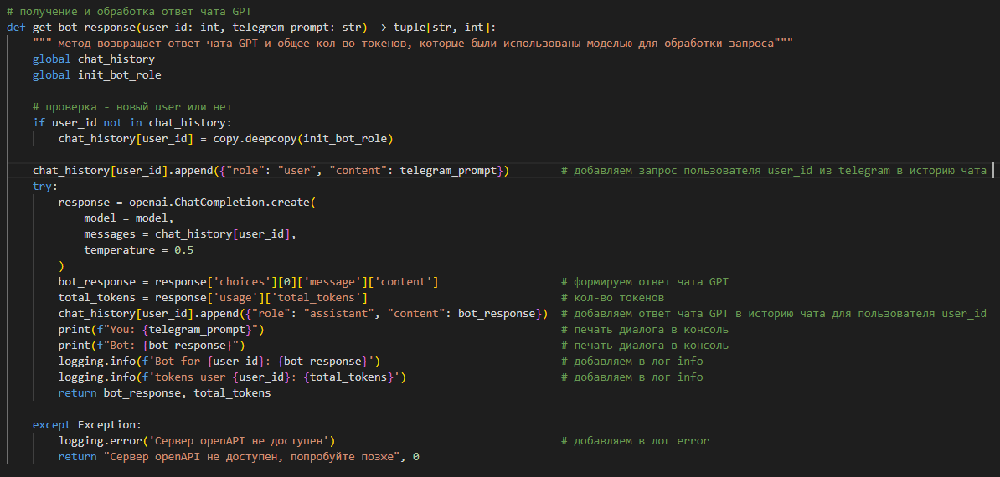 # получение и обработка ответ чата GPT
def get_bot_response(user_id: int, telegram_prompt: str) -> tuple[str, int]:
    """ метод возвращает ответ чата GPT и общее кол-во токенов, которые были использованы моделью для обработки запроса"""
    global chat_history
    global init_bot_role
    # проверка - новый user или нет
    if user_id not in chat_history:
        chat_history[user_id] = copy.deepcopy(init_bot_role)
    chat_history[user_id].append({"role": "user", "content": telegram_prompt})        # добавляем запрос пользователя user_id из telegram в историю чата
    try:
        response = openai.ChatCompletion.create(
            model = model,
            messages = chat_history[user_id],
            temperature = 0.5
        )
        bot_response = response['choices'][0]['message']['content']                   # формируем ответ чата GPT
        total_tokens = response['usage']['total_tokens']                              # кол-во токенов
        chat_history[user_id].append({"role": "assistant", "content": bot_response})  # добавляем ответ чата GPT в историю чата для пользователя user_id
        print(f"You: {telegram_prompt}")                                              # печать диалога в консоль
        print(f"Bot: {bot_response}")                                                 # печать диалога в консоль
        logging.info(f'Bot for {user_id}: {bot_response}')                            # добавляем в лог info
        logging.info(f'tokens user {user_id}: {total_tokens}')                        # добавляем в лог info
        return bot_response, total_tokens
    except Exception:
        logging.error('Сервер openAPI не доступен')                                   # добавляем в лог error
        return "Сервер openAPI не доступен, попробуйте позже", 0